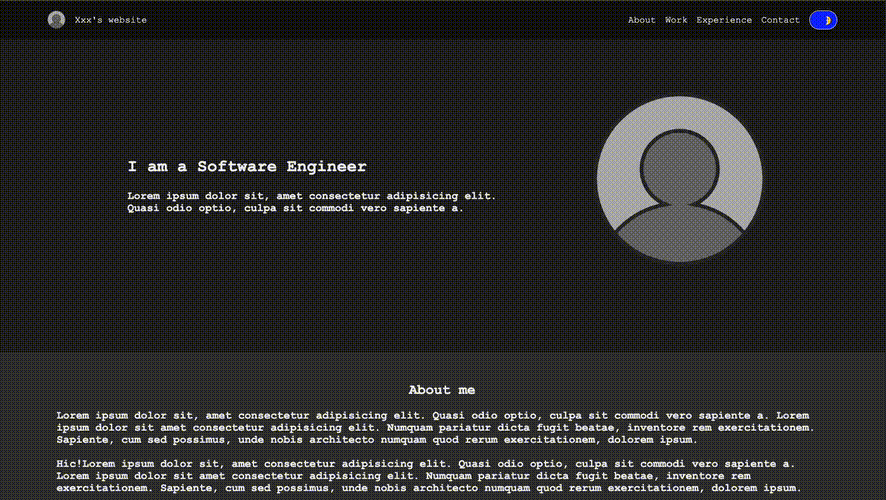 Xxx's website
About Work Experience Contact
I am a Software Engineer
Lorem ipsum dolor sit, amet consectetur adipisicing elit.
Quasi odio optio, culpa sit commodi vero sapiente a.
About me
Lorem ipsum dolor sit, amet consectetur adipisicing elit. Quasi odio optio, culpa sit commodi vero sapiente a. Lorem
ipsum dolor sit amet consectetur adipisicing elit. Numquam pariatur dicta fugit beatae, inventore rem exercitationem.
Sapiente, cum sed possimus, unde nobis architecto numquam quod rerum exercitationem, dolorem ipsum.
Hic!Lorem ipsum dolor sit, amet consectetur adipisicing elit. Quasi odio optio, culpa sit commodi vero sapiente a.
Lorem ipsum dolor sit amet consectetur adipisicing elit. Numquam pariatur dicta fugit beatae, inventore rem
exercitationem. Sapiente, cum sed possimus, unde nobis architecto numquam quod rerum exercitationem, dolorem ipsum.